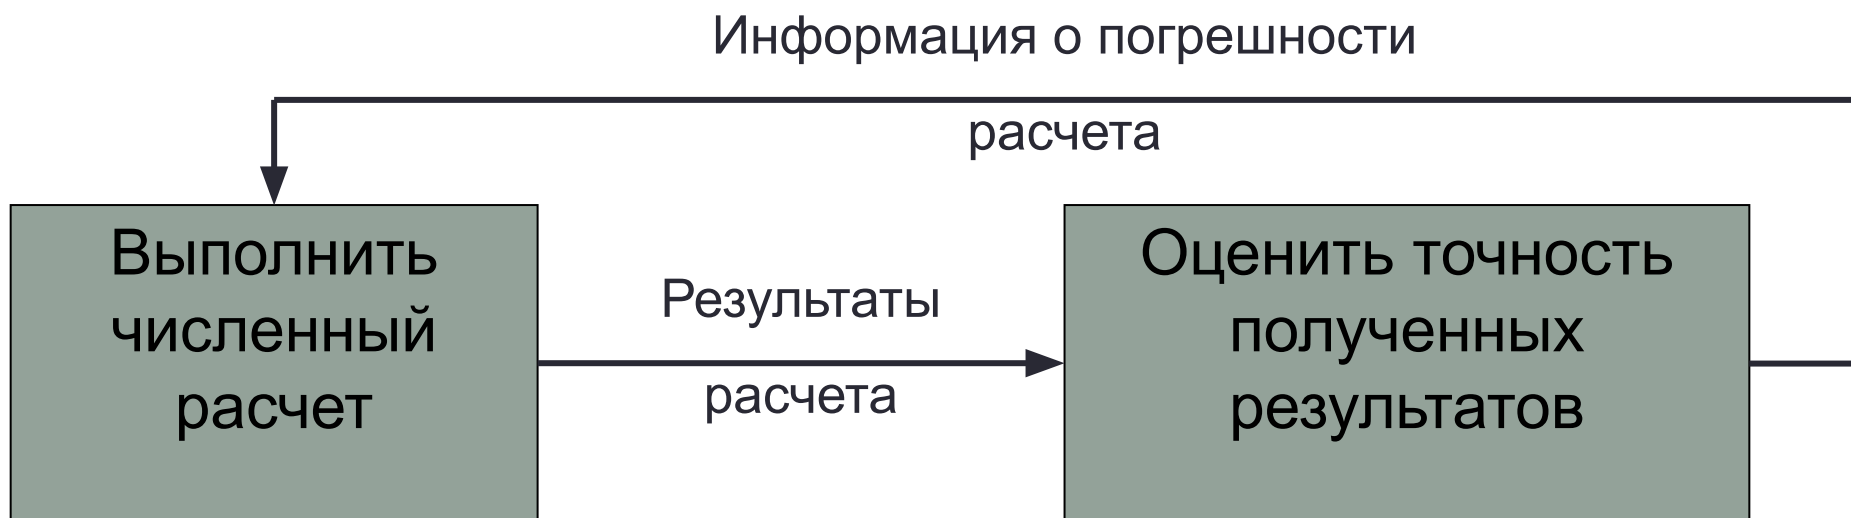 Информация о погрешности
расчета
Выполнить
численный
расчет
Результаты
расчета
Оценить точность
полученных
результатов